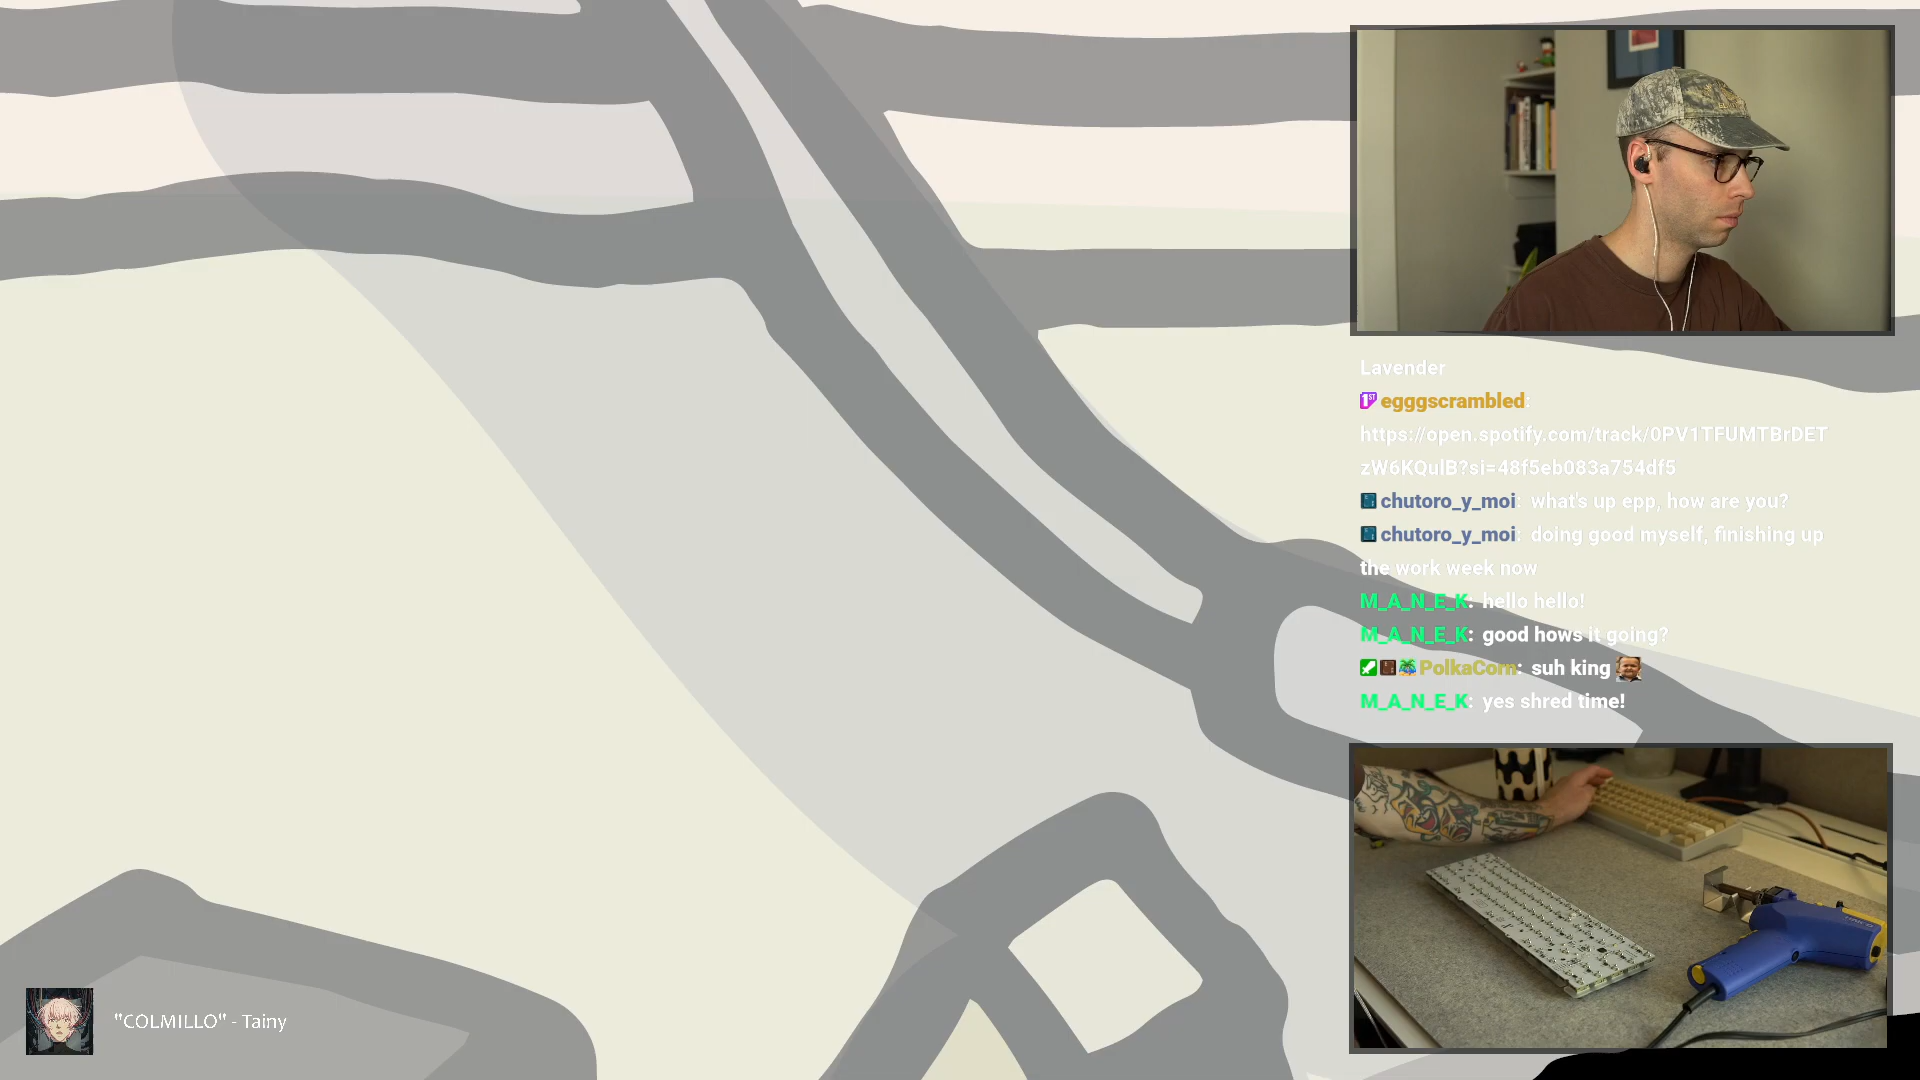 Lavender
egggscrambled:
https://open.spotify.com/track/0PV1TFUMTBrDET
zW6KQulB?si=48f5eb083a754df5
chutoro_y_moi: what's up epp, how are you?
chutoro_y_moi: doing good myself, finishing up
the work week now
M_A_N_E_K: hello hello!
M_A_N_E_K: good hows it going?
PolkaCorn: suh king
M_A_N_E_K: yes shred time!
"COLMILLO" - Tainy